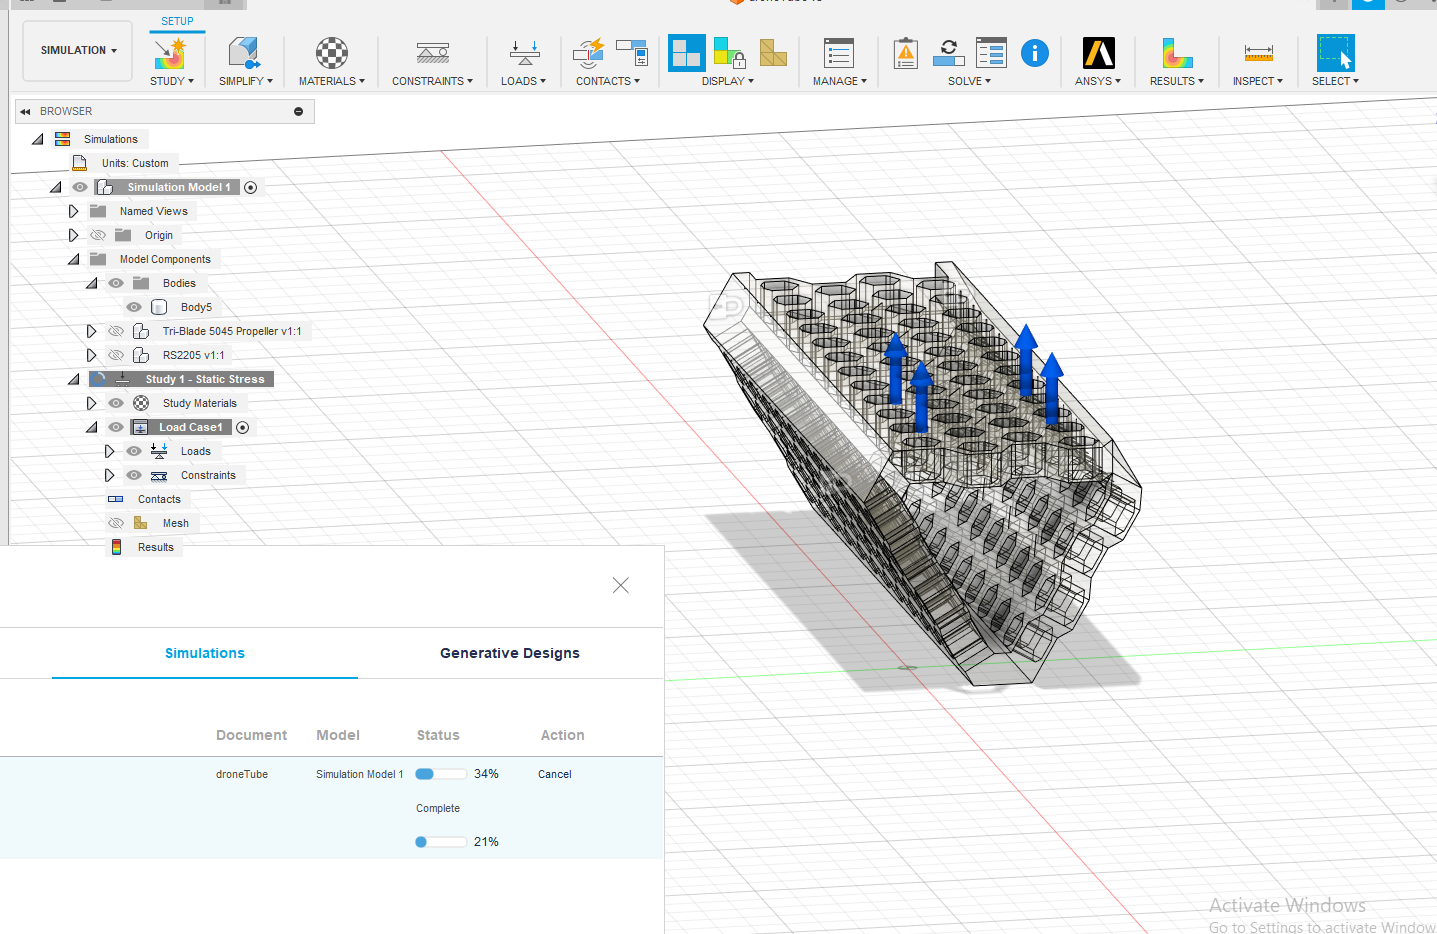 SETUP
SIMULATION
STUDY
SIMPLIFY
MATERIALS
CONSTRAINTS
LOADS
CONTACTS
DISPLAY
MANAGE
SOLVE
ANSYS
RESULTS
INSPECT
SELECT
BROWSER
Simulations
Units: Custom
Simulation Model 1
Named Views
Origin
Model Components
Bodies
Body5
Tri-Blade 5045 Propeller v1:1
RS2205 v1:1
Study 1 - Static Stress
Study Materials
Load Case1
Loads
Constraints
Contacts
Mesh
Results
Simulations
Generative Designs
Document Model Status Action
droneTube Simulation Model 1 34% Cancel
Complete
21%
Activate Windows
Go to Settings to activate Window